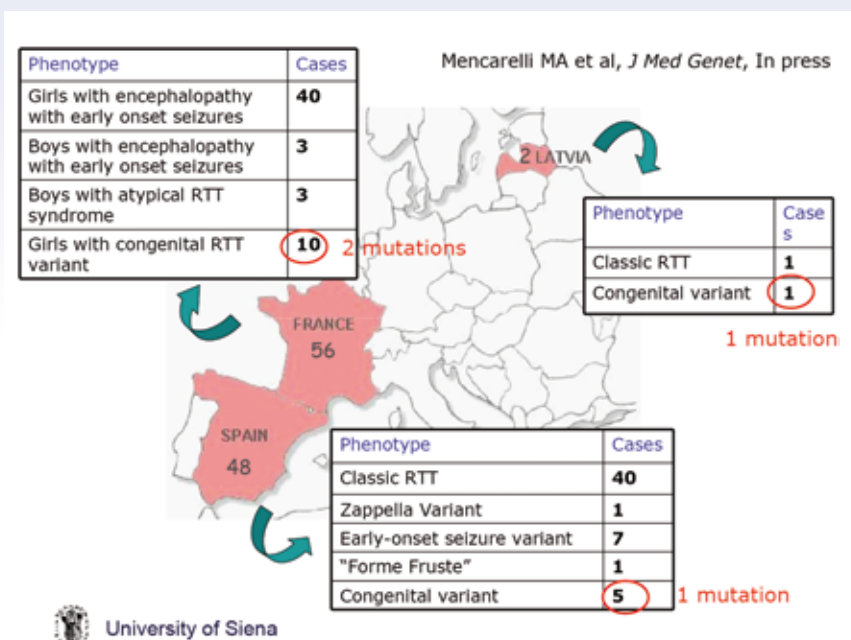 Mencarelli MA et al, J Med Genet, In press
Phenotype Cases
Girls with encephalopathy
with early onset seizures 40
Boys with encephalopathy
with early onset seizures 3
Boys with atypical RTT
syndrome 3
Girls with congenital RTT
variant 10
2 mutations
2 LATVIA
Phenotype Case
s
Classic RTT 1
Congenital variant 1
1 mutation
FRANCE
56
SPAIN
48
Phenotype Cases
Classic RTT 40
Zappella Variant 1
Early-onset seizure variant 7
"Forme Fruste" 1
Congenital variant 5
1 mutation
University of Siena